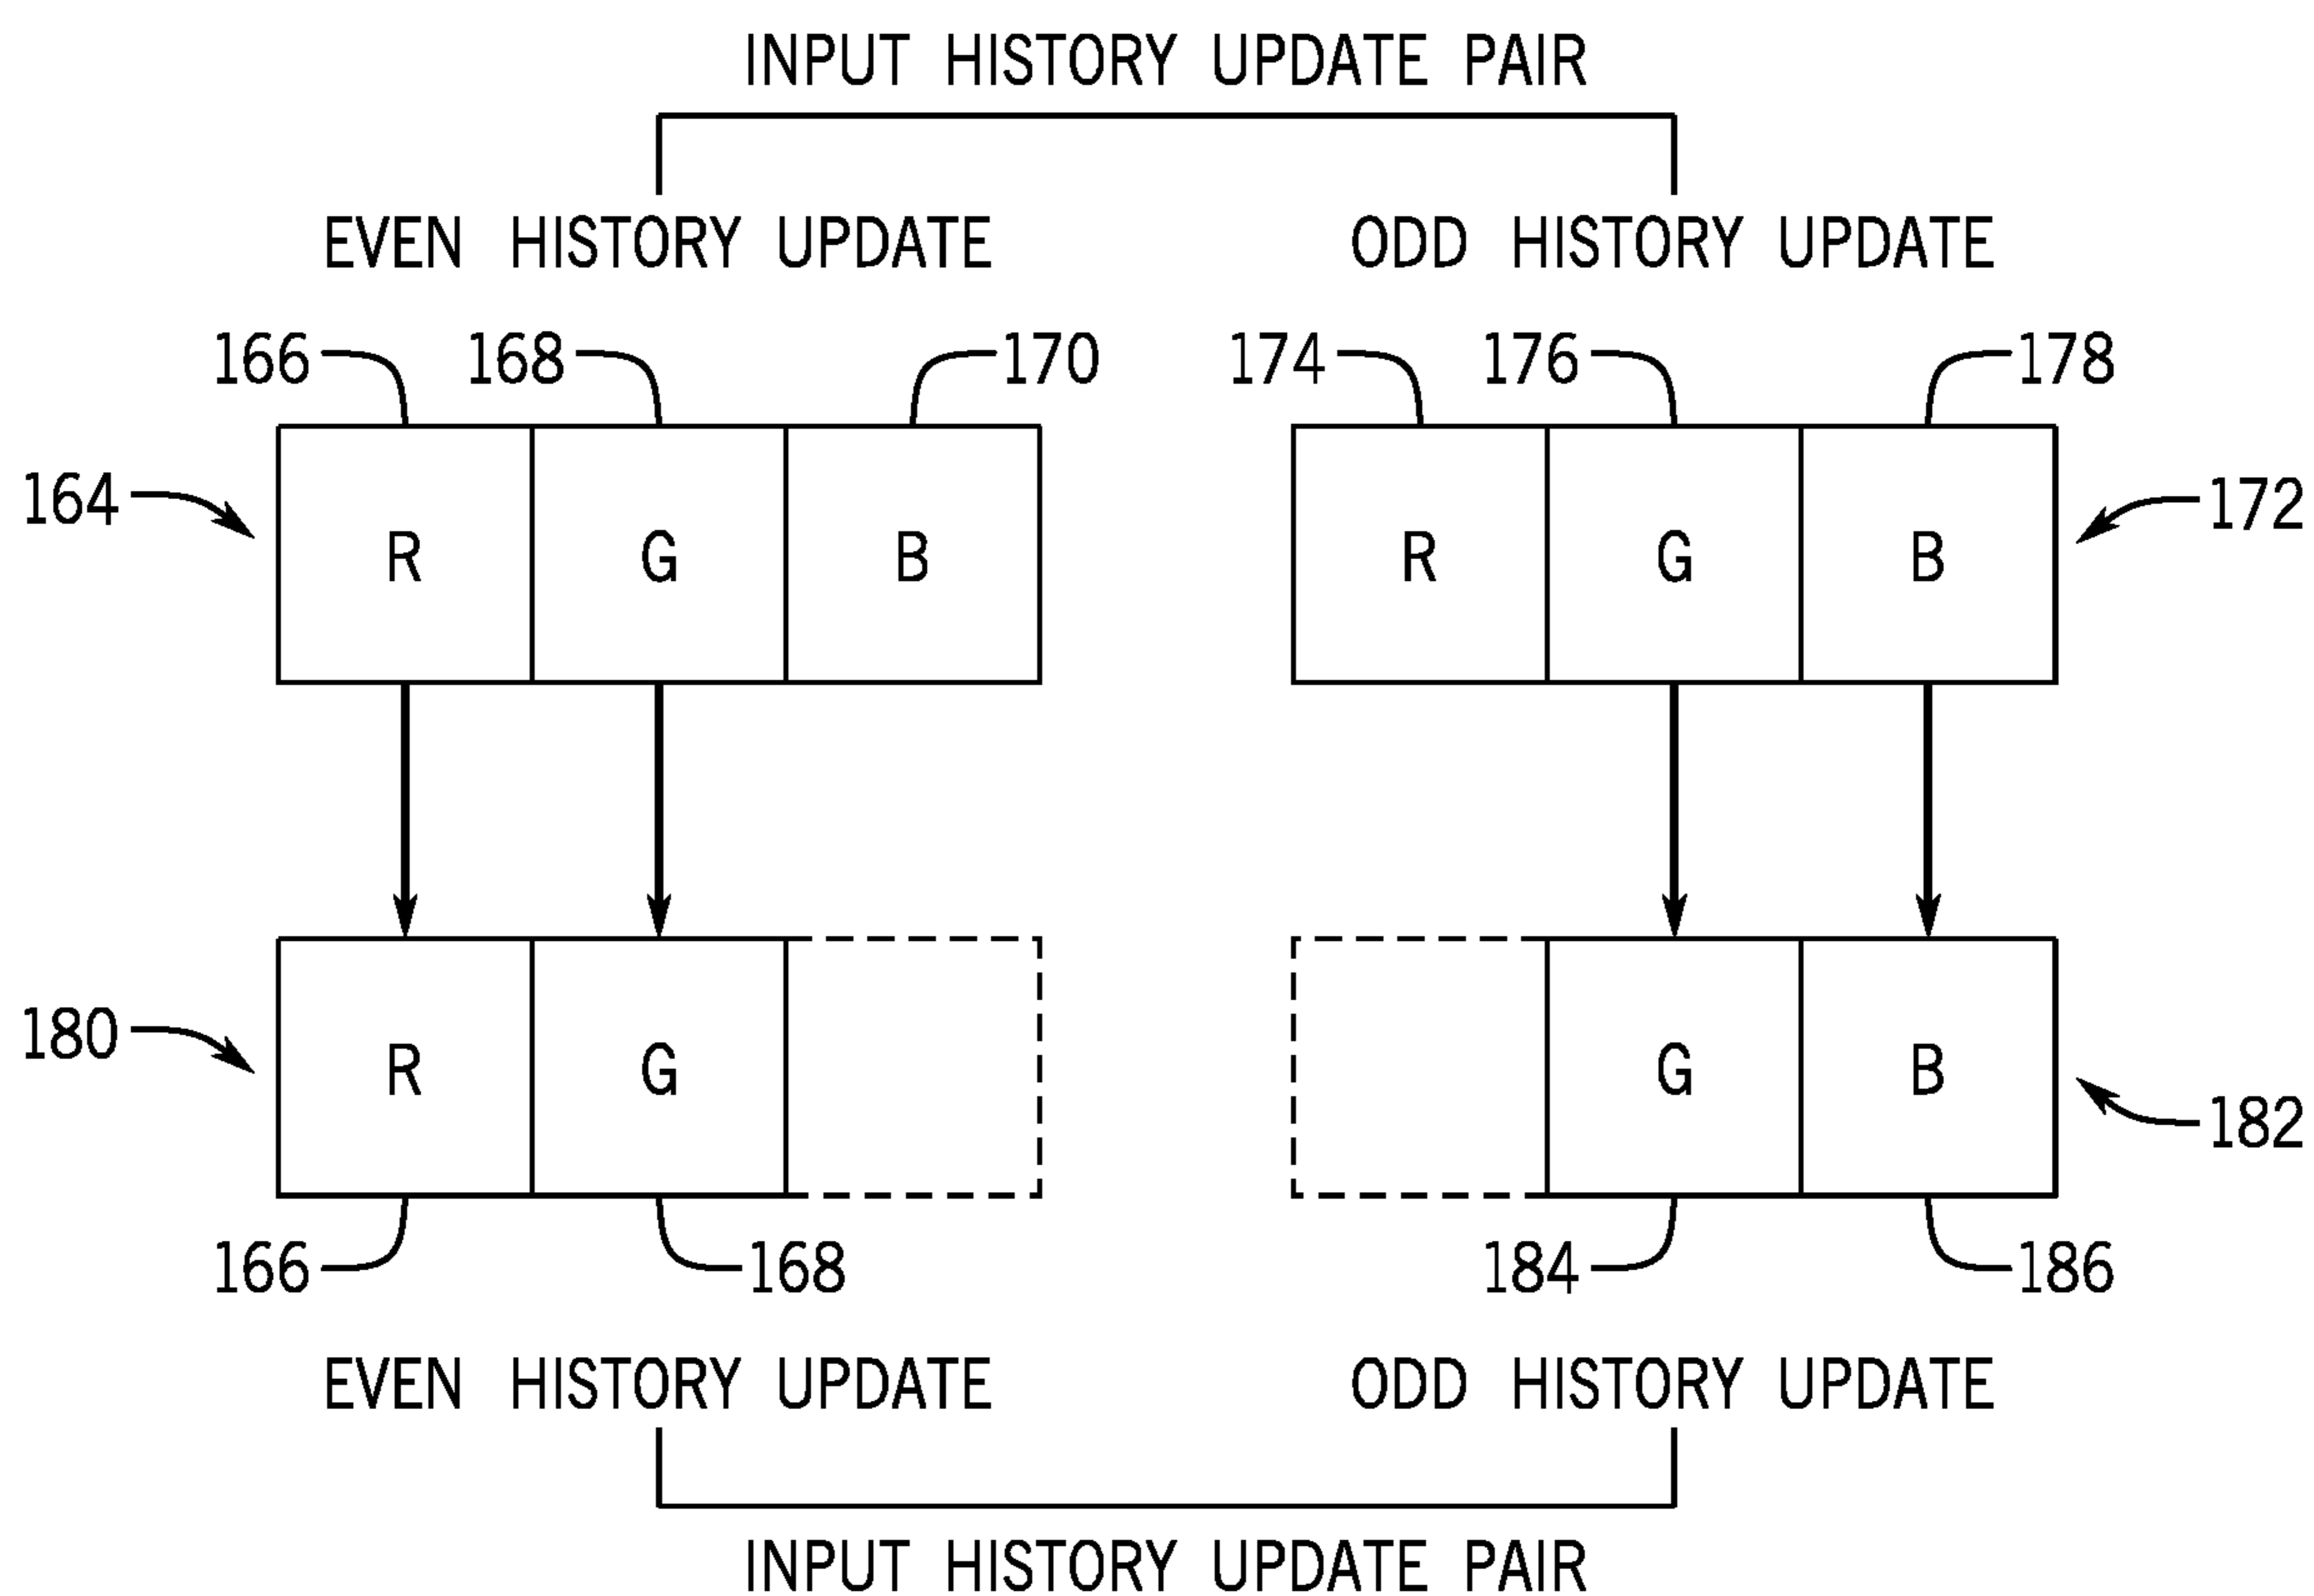 INPUT HISTORY UPDATE PAIR
EVEN HISTORY UPDATE ODD HISTORY UPDATE
166 168 170 174 176 178
164 172
R G B R G B
180 182
R G G B
166 168 184 186
EVEN HISTORY UPDATE ODD HISTORY UPDATE
INPUT HISTORY UPDATE PAIR